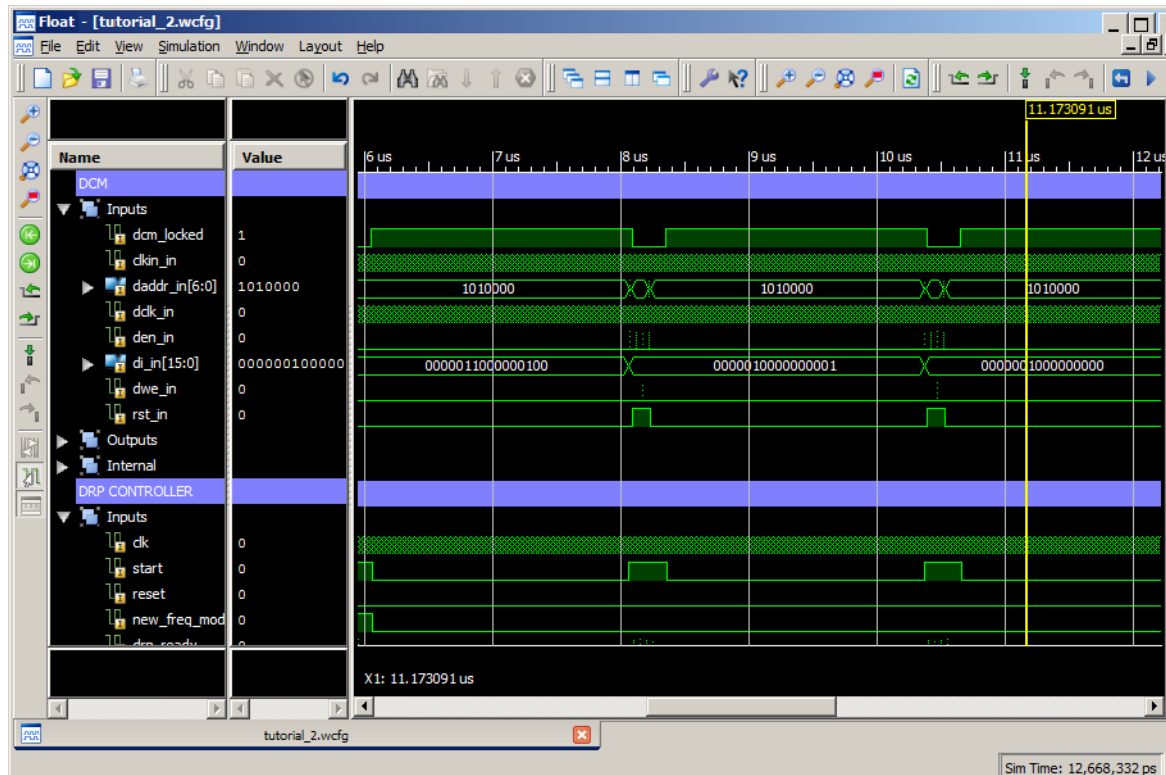 Float - [tutorial_2.wcfg]
File Edit View Simulation Window Layout Help
11.173091 us
Name Value 6 us 7 us 8 us 9 us 10 us 11 us 12 us
DCM
Inputs
dcm_locked 1
clkin_in 0
daddr_in[6:0] 1010000 1010000 1010000 1010000
dclk_in 0
den_in 0
di_in[15:0] 000000100000 0000011000000100 0000010000000001 0000001000000000
dwe_in 0
rst_in 0
Outputs
Internal
DRP CONTROLLER
Inputs
clk 0
start 0
reset 0
new_freq_mod 0
drp_ready 0
X1: 11.173091 us
tutorial_2.wcfg
Sim Time: 12,668,332 ps